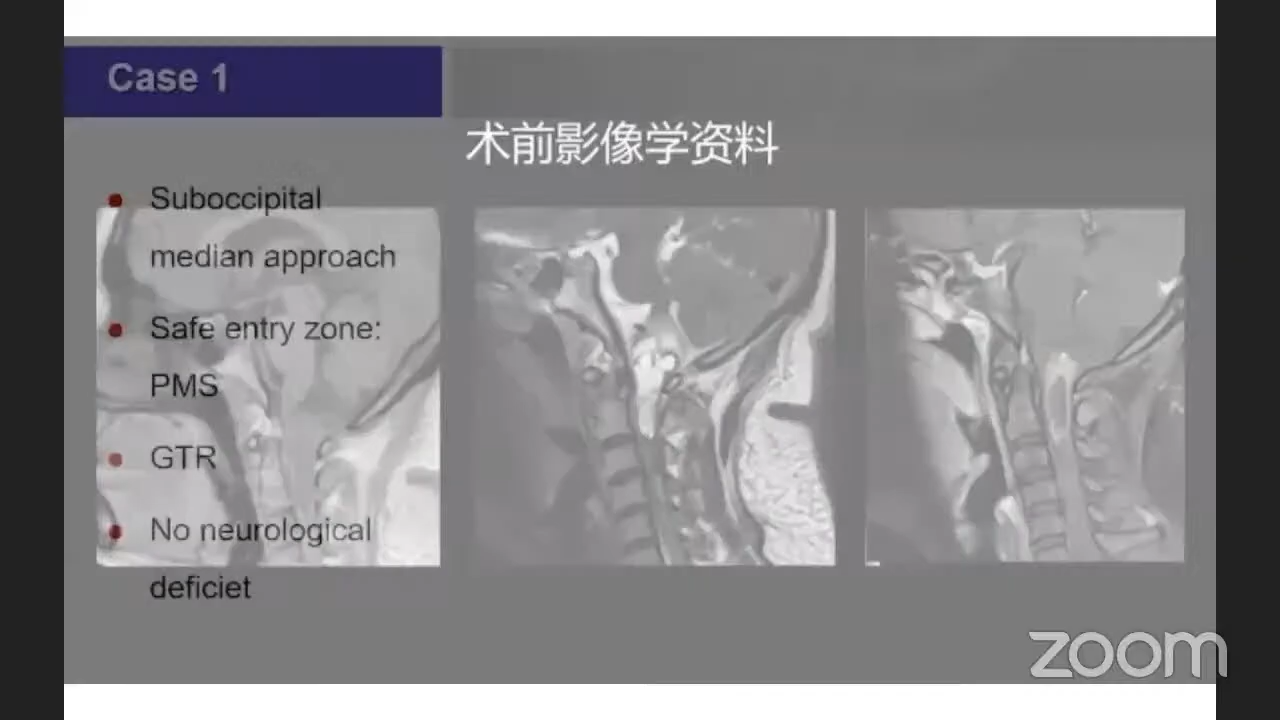 Case 1
术前影像学资料
Suboccipital
median approach
Safe entry zone:
PMS
GTR
No neurological
deficiet
zoom